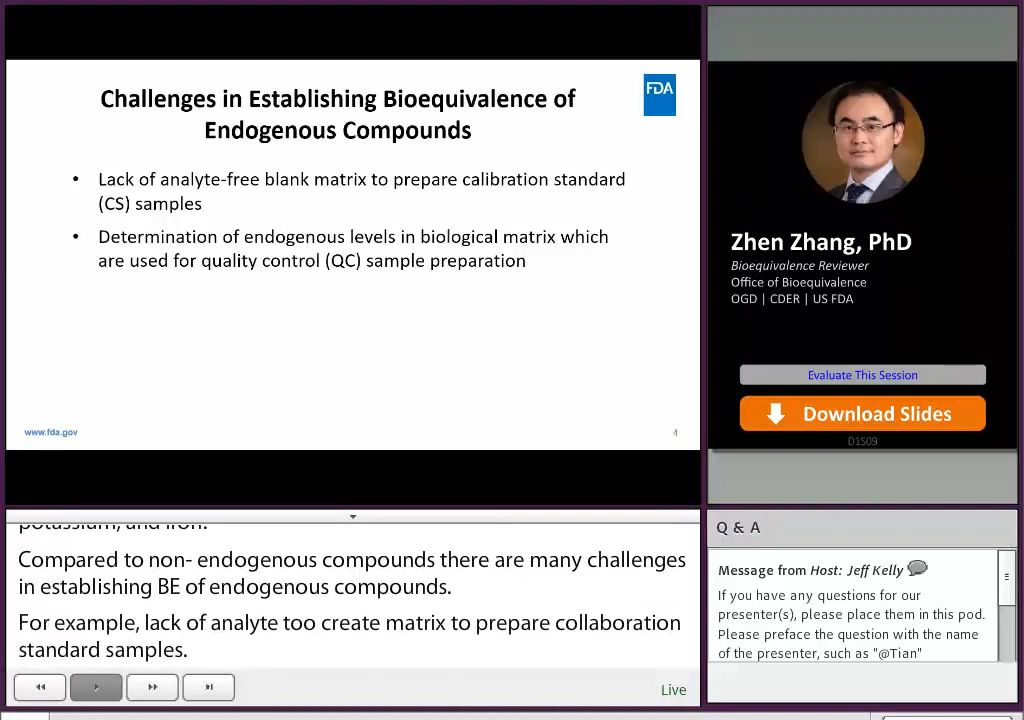 Challenges in Establishing Bioequivalence of
Endogenous Compounds
FDA
• Lack of analyte-free blank matrix to prepare calibration standard
(CS) samples
• Determination of endogenous levels in biological matrix which
are used for quality control (QC) sample preparation
www.fda.gov
4
Zhen Zhang, PhD
Bioequivalence Reviewer
Office of Bioequivalence
OGD | CDER | US FDA
Evaluate This Session
Download Slides
D1S09
potassium, and iron.
Compared to non- endogenous compounds there are many challenges
in establishing BE of endogenous compounds.
For example, lack of analyte too create matrix to prepare collaboration
standard samples.
Live
Q & A
Message from Host: Jeff Kelly
If you have any questions for our
presenter(s), please place them in this pod.
Please preface the question with the name
of the presenter, such as "@Tian"